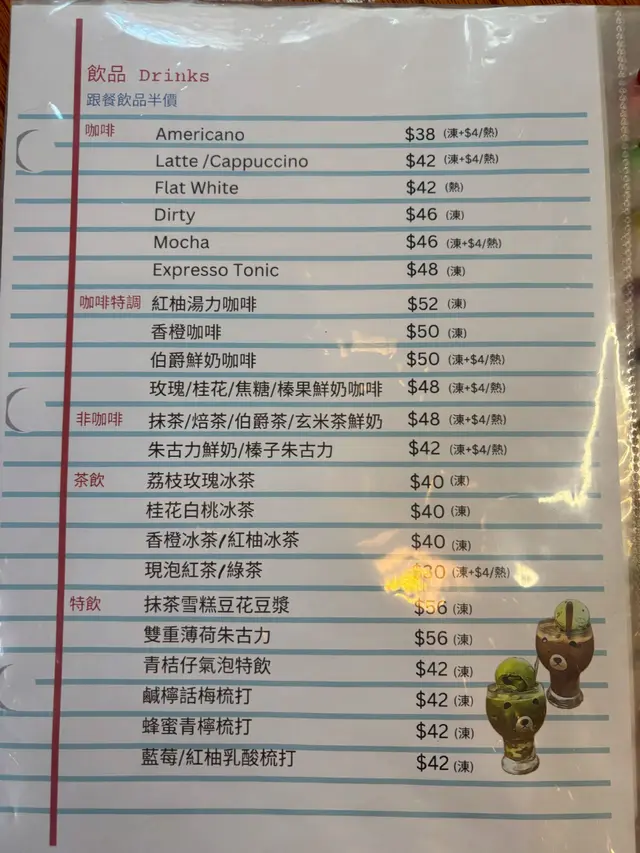 飲品 Drinks
跟餐飲品半價
咖啡 Americano $38 (凍+$4/熱)
Latte /Cappuccino $42 (凍+$4/熱)
Flat White $42 (熱)
Dirty $46 (凍)
Mocha $46 (凍+$4/熱)
Expresso Tonic $48 (凍)
咖啡特調 紅柚湯力咖啡 $52 (凍)
香橙咖啡 $50 (凍)
伯爵鮮奶咖啡 $50 (凍+$4/熱)
玫瑰/桂花/焦糖/榛果鮮奶咖啡 $48 (凍+$4/熱)
非咖啡 抹茶/焙茶/伯爵茶/玄米茶鮮奶 $48 (凍+$4/熱)
朱古力鮮奶/榛子朱古力 $42 (凍+$4/熱)
茶飲 荔枝玫瑰冰茶 $40 (凍)
桂花白桃冰茶 $40 (凍)
香橙冰茶/紅柚冰茶 $40 (凍)
現泡紅茶/綠茶 $30 (凍+$4/熱)
特飲 抹茶雪糕豆花豆漿 $56 (凍)
雙重薄荷朱古力 $56 (凍)
青桔仔氣泡特飲 $42 (凍)
鹹檸話梅梳打 $42 (凍)
蜂蜜青檸梳打 $42 (凍)
藍莓/紅柚乳酸梳打 $42 (凍)